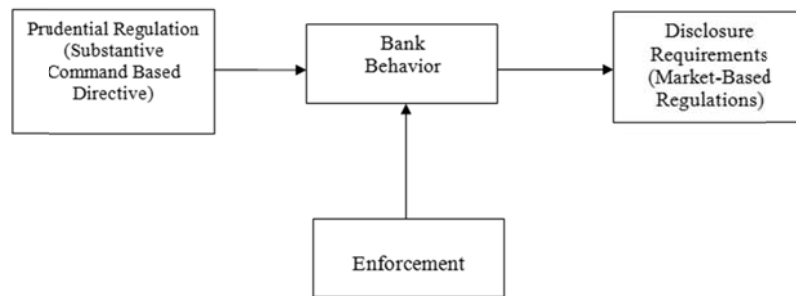 Prudential Regulation
(Substantive
Command Based
Directive)
Bank
Behavior
Disclosure
Requirements
(Market-Based
Regulations)
Enforcement